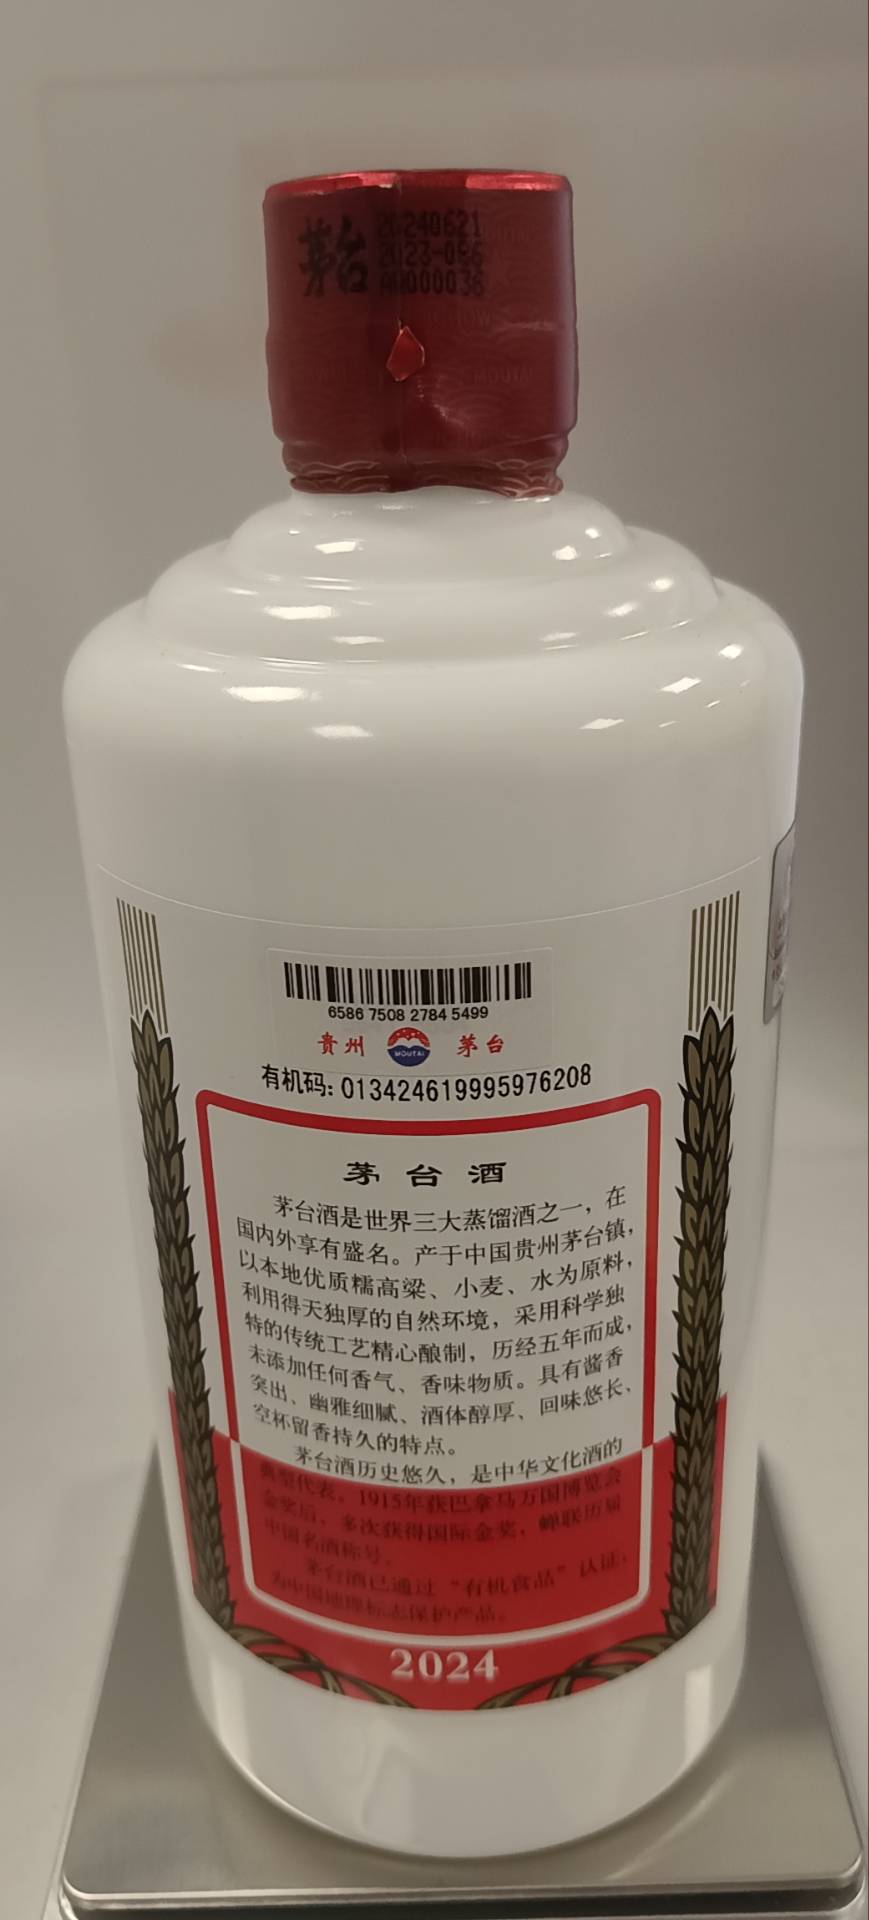 茅台
20240621
2023-086
A0000036
6586 7508 2784 5499
贵州 MOUTAI 茅台
有机码:013424619995976208
茅台酒
茅台酒是世界三大蒸馏酒之一，在
国内外享有盛名。产于中国贵州茅台镇，
以本地优质糯高粱、小麦、水为原料，
利用得天独厚的自然环境，采用科学独
特的传统工艺精心酿制，历经五年而成，
未添加任何香气、香味物质。具有酱香
突出、幽雅细腻、酒体醇厚、回味悠长、
空杯留香持久的特点。
茅台酒历史悠久，是中华文化酒的
典型代表。1915年获巴拿马万国博览会
金奖后，多次获得国际金奖，蝉联历届
中国名酒称号。
茅台酒已通过“有机食品”认证，
为中国地理标志保护产品。
2024